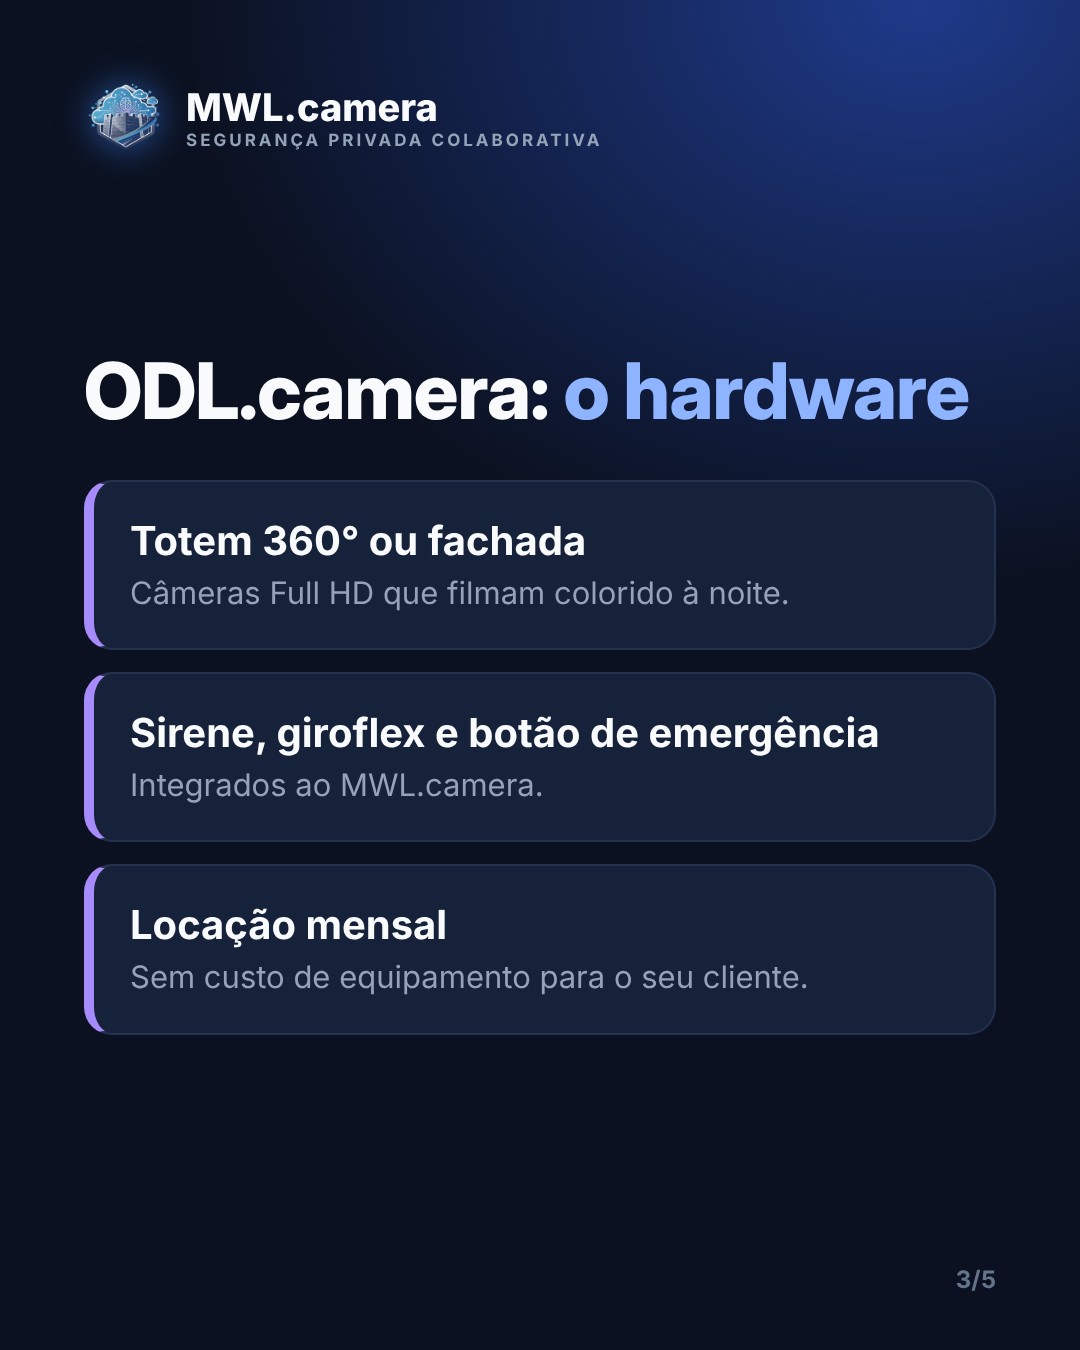 MWL.camera
SEGURANÇA PRIVADA COLABORATIVA
ODL.camera: o hardware
Totem 360° ou fachada
Câmeras Full HD que filmam colorido à noite.
Sirene, giroflex e botão de emergência
Integrados ao MWL.camera.
Locação mensal
Sem custo de equipamento para o seu cliente.
3/5